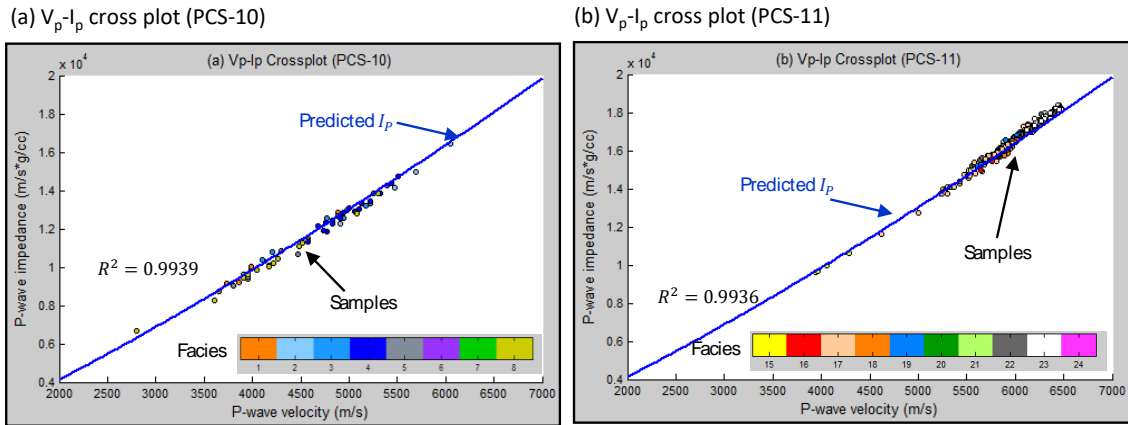 (a) Vp-Ip cross plot (PCS-10)
(a) Vp-Ip Crossplot (PCS-10)
x 10⁴
2
1.8
1.6
1.4
1.2
1
0.8
0.6
0.4
P-wave impedance (m/s*g/cc)
Predicted I_P
R² = 0.9939
Samples
Facies
1 2 3 4 5 6 7 8
2000 2500 3000 3500 4000 4500 5000 5500 6000 6500 7000
P-wave velocity (m/s)
(b) Vp-Ip cross plot (PCS-11)
(b) Vp-Ip Crossplot (PCS-11)
x 10⁴
2
1.8
1.6
1.4
1.2
1
0.8
0.6
0.4
P-wave impedance (m/s*g/cc)
Predicted I_P
Samples
R² = 0.9936
Facies
15 16 17 18 19 20 21 22 23 24
2000 2500 3000 3500 4000 4500 5000 5500 6000 6500 7000
P-wave velocity (m/s)